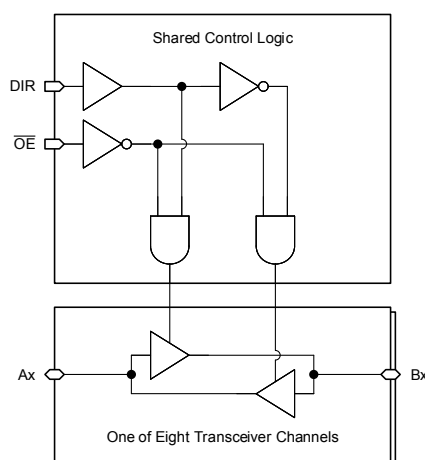 Shared Control Logic
DIR
OE
Ax
Bx
One of Eight Transceiver Channels